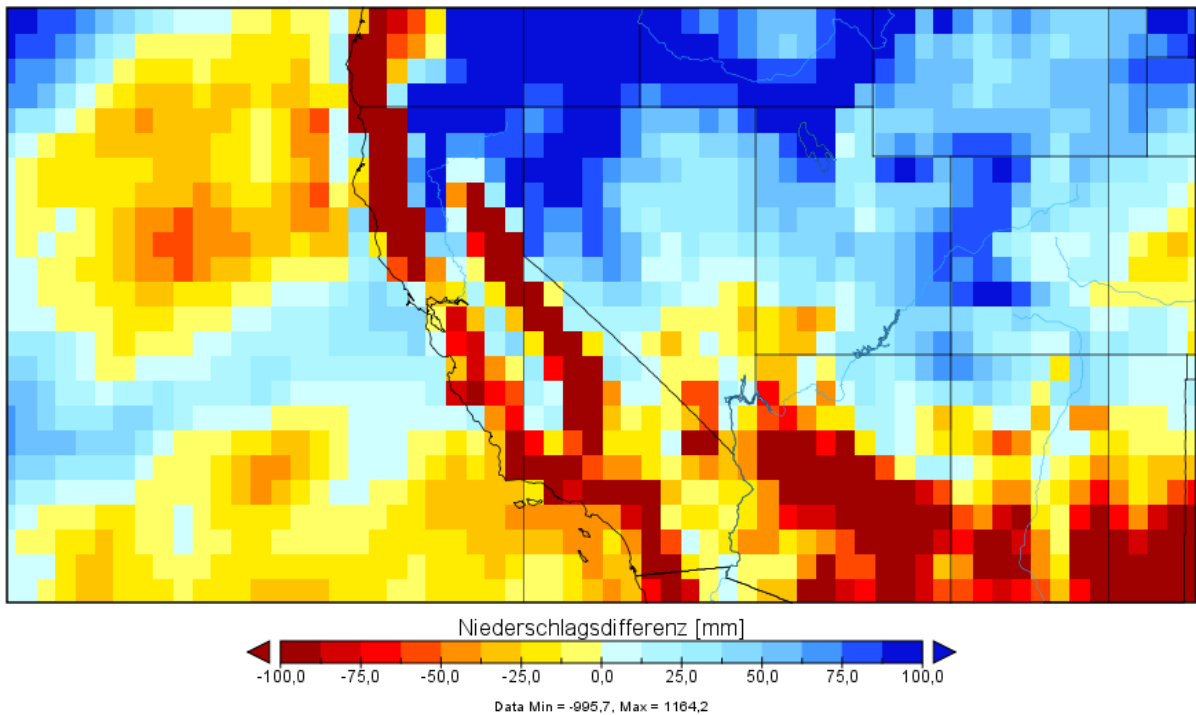 Niederschlagsdifferenz [mm]
-100,0 -75,0 -50,0 -25,0 0,0 25,0 50,0 75,0 100,0
Data Min = -995,7, Max = 1164,2